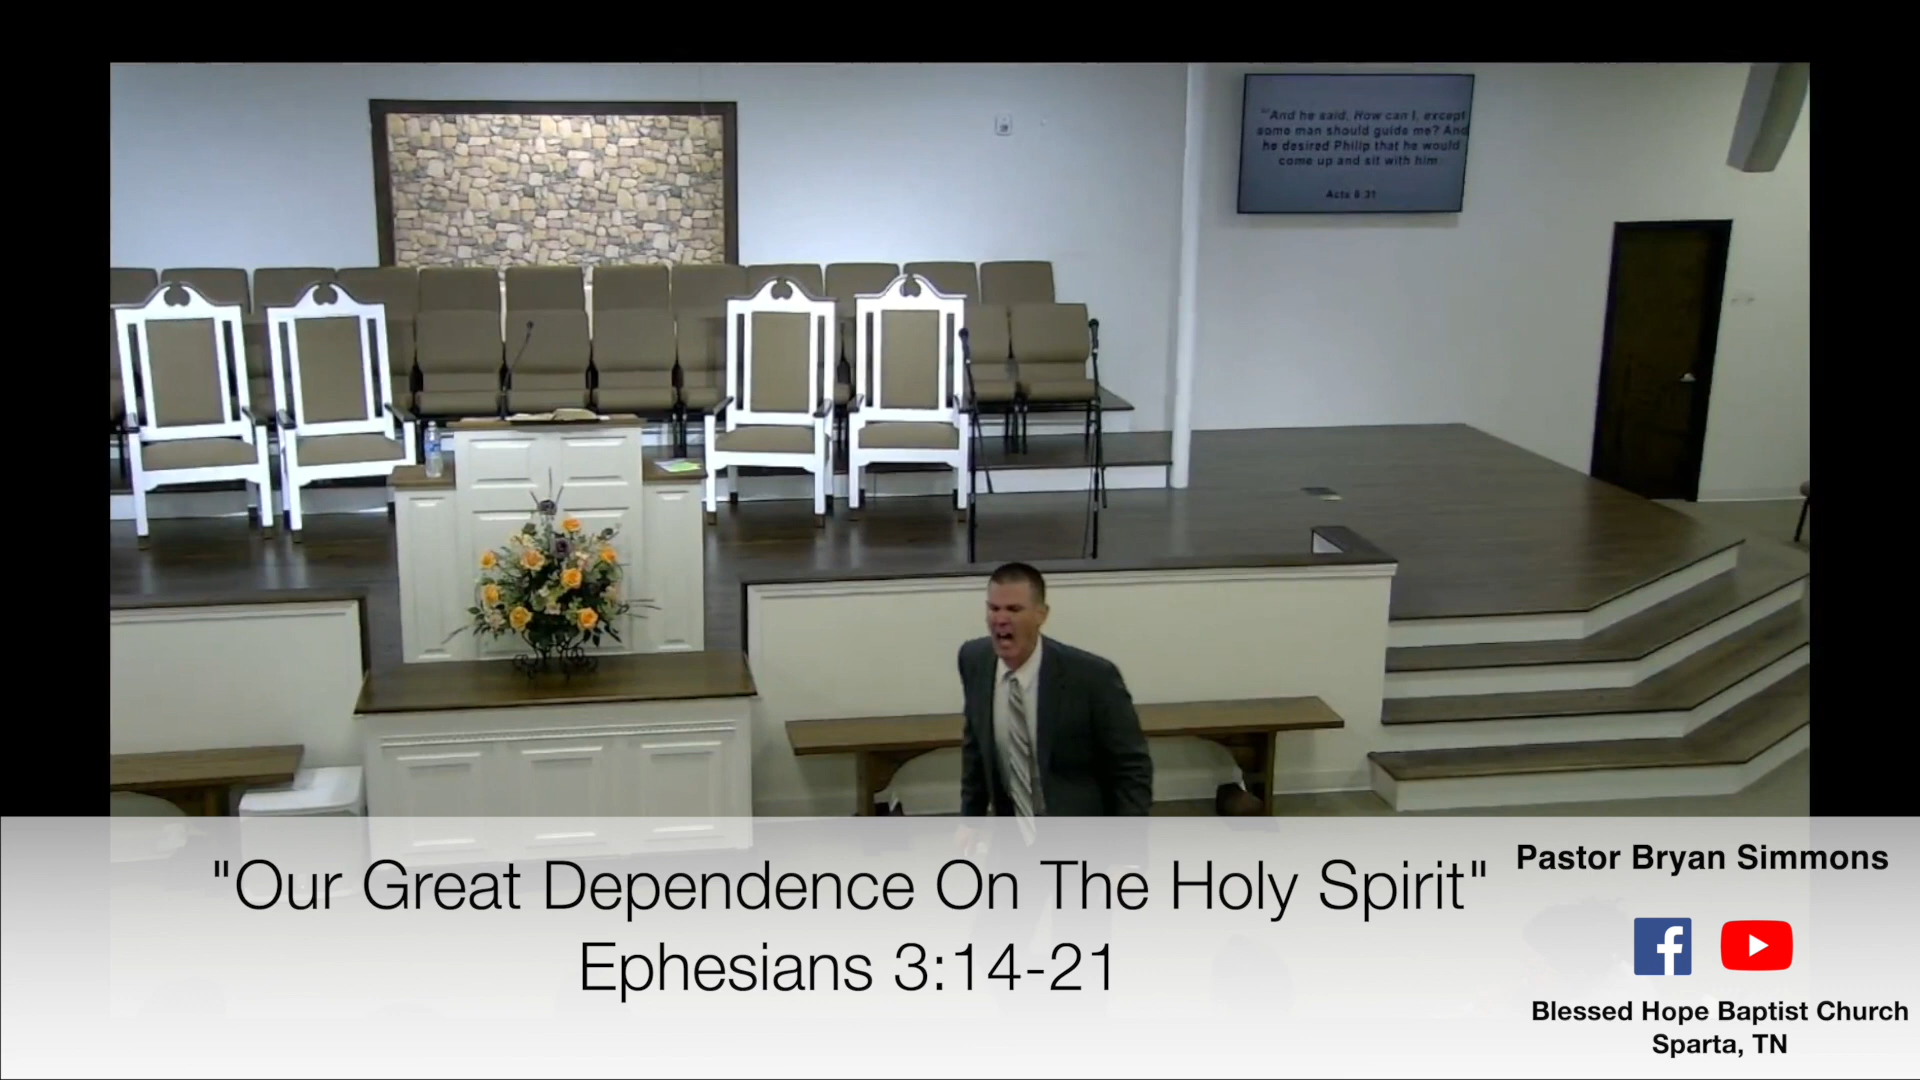 "And he said, How can I, except
some man should guide me? And
he desired Philip that he would
come up and sit with him.
Acts 8:31
"Our Great Dependence On The Holy Spirit"
Ephesians 3:14-21
Pastor Bryan Simmons
Blessed Hope Baptist Church
Sparta, TN